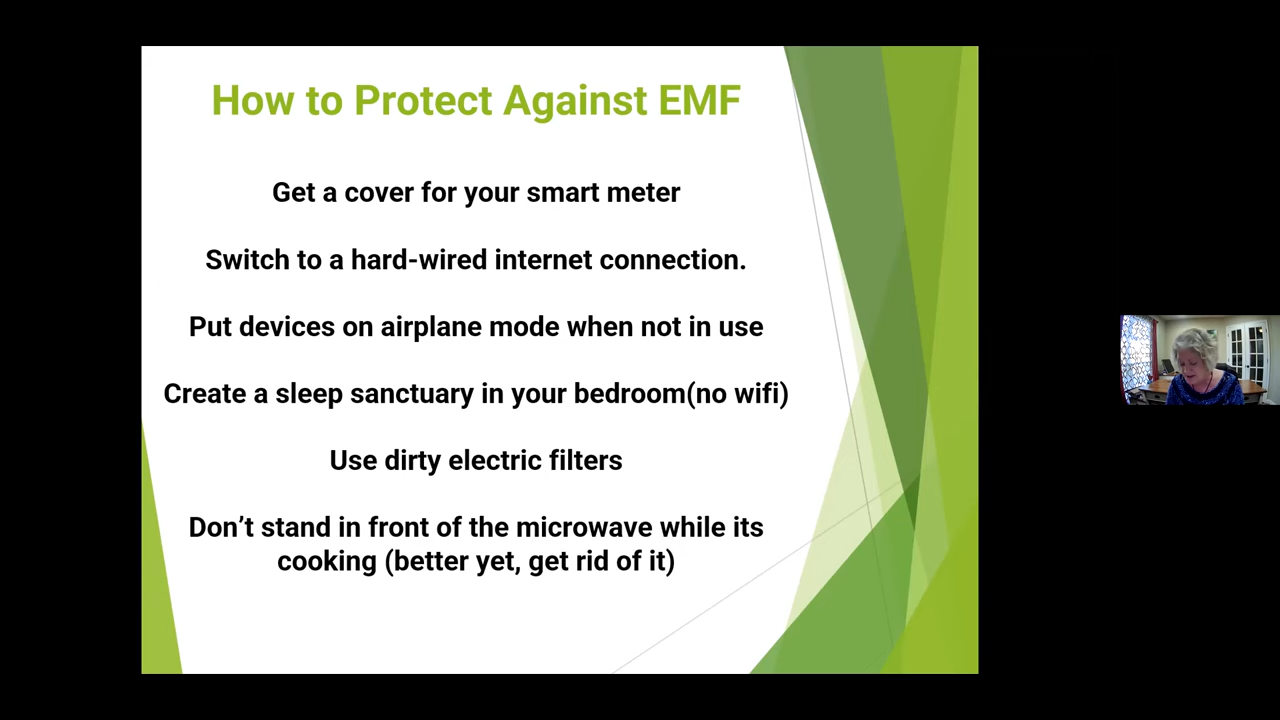 How to Protect Against EMF
Get a cover for your smart meter
Switch to a hard-wired internet connection.
Put devices on airplane mode when not in use
Create a sleep sanctuary in your bedroom(no wifi)
Use dirty electric filters
Don’t stand in front of the microwave while its
cooking (better yet, get rid of it)